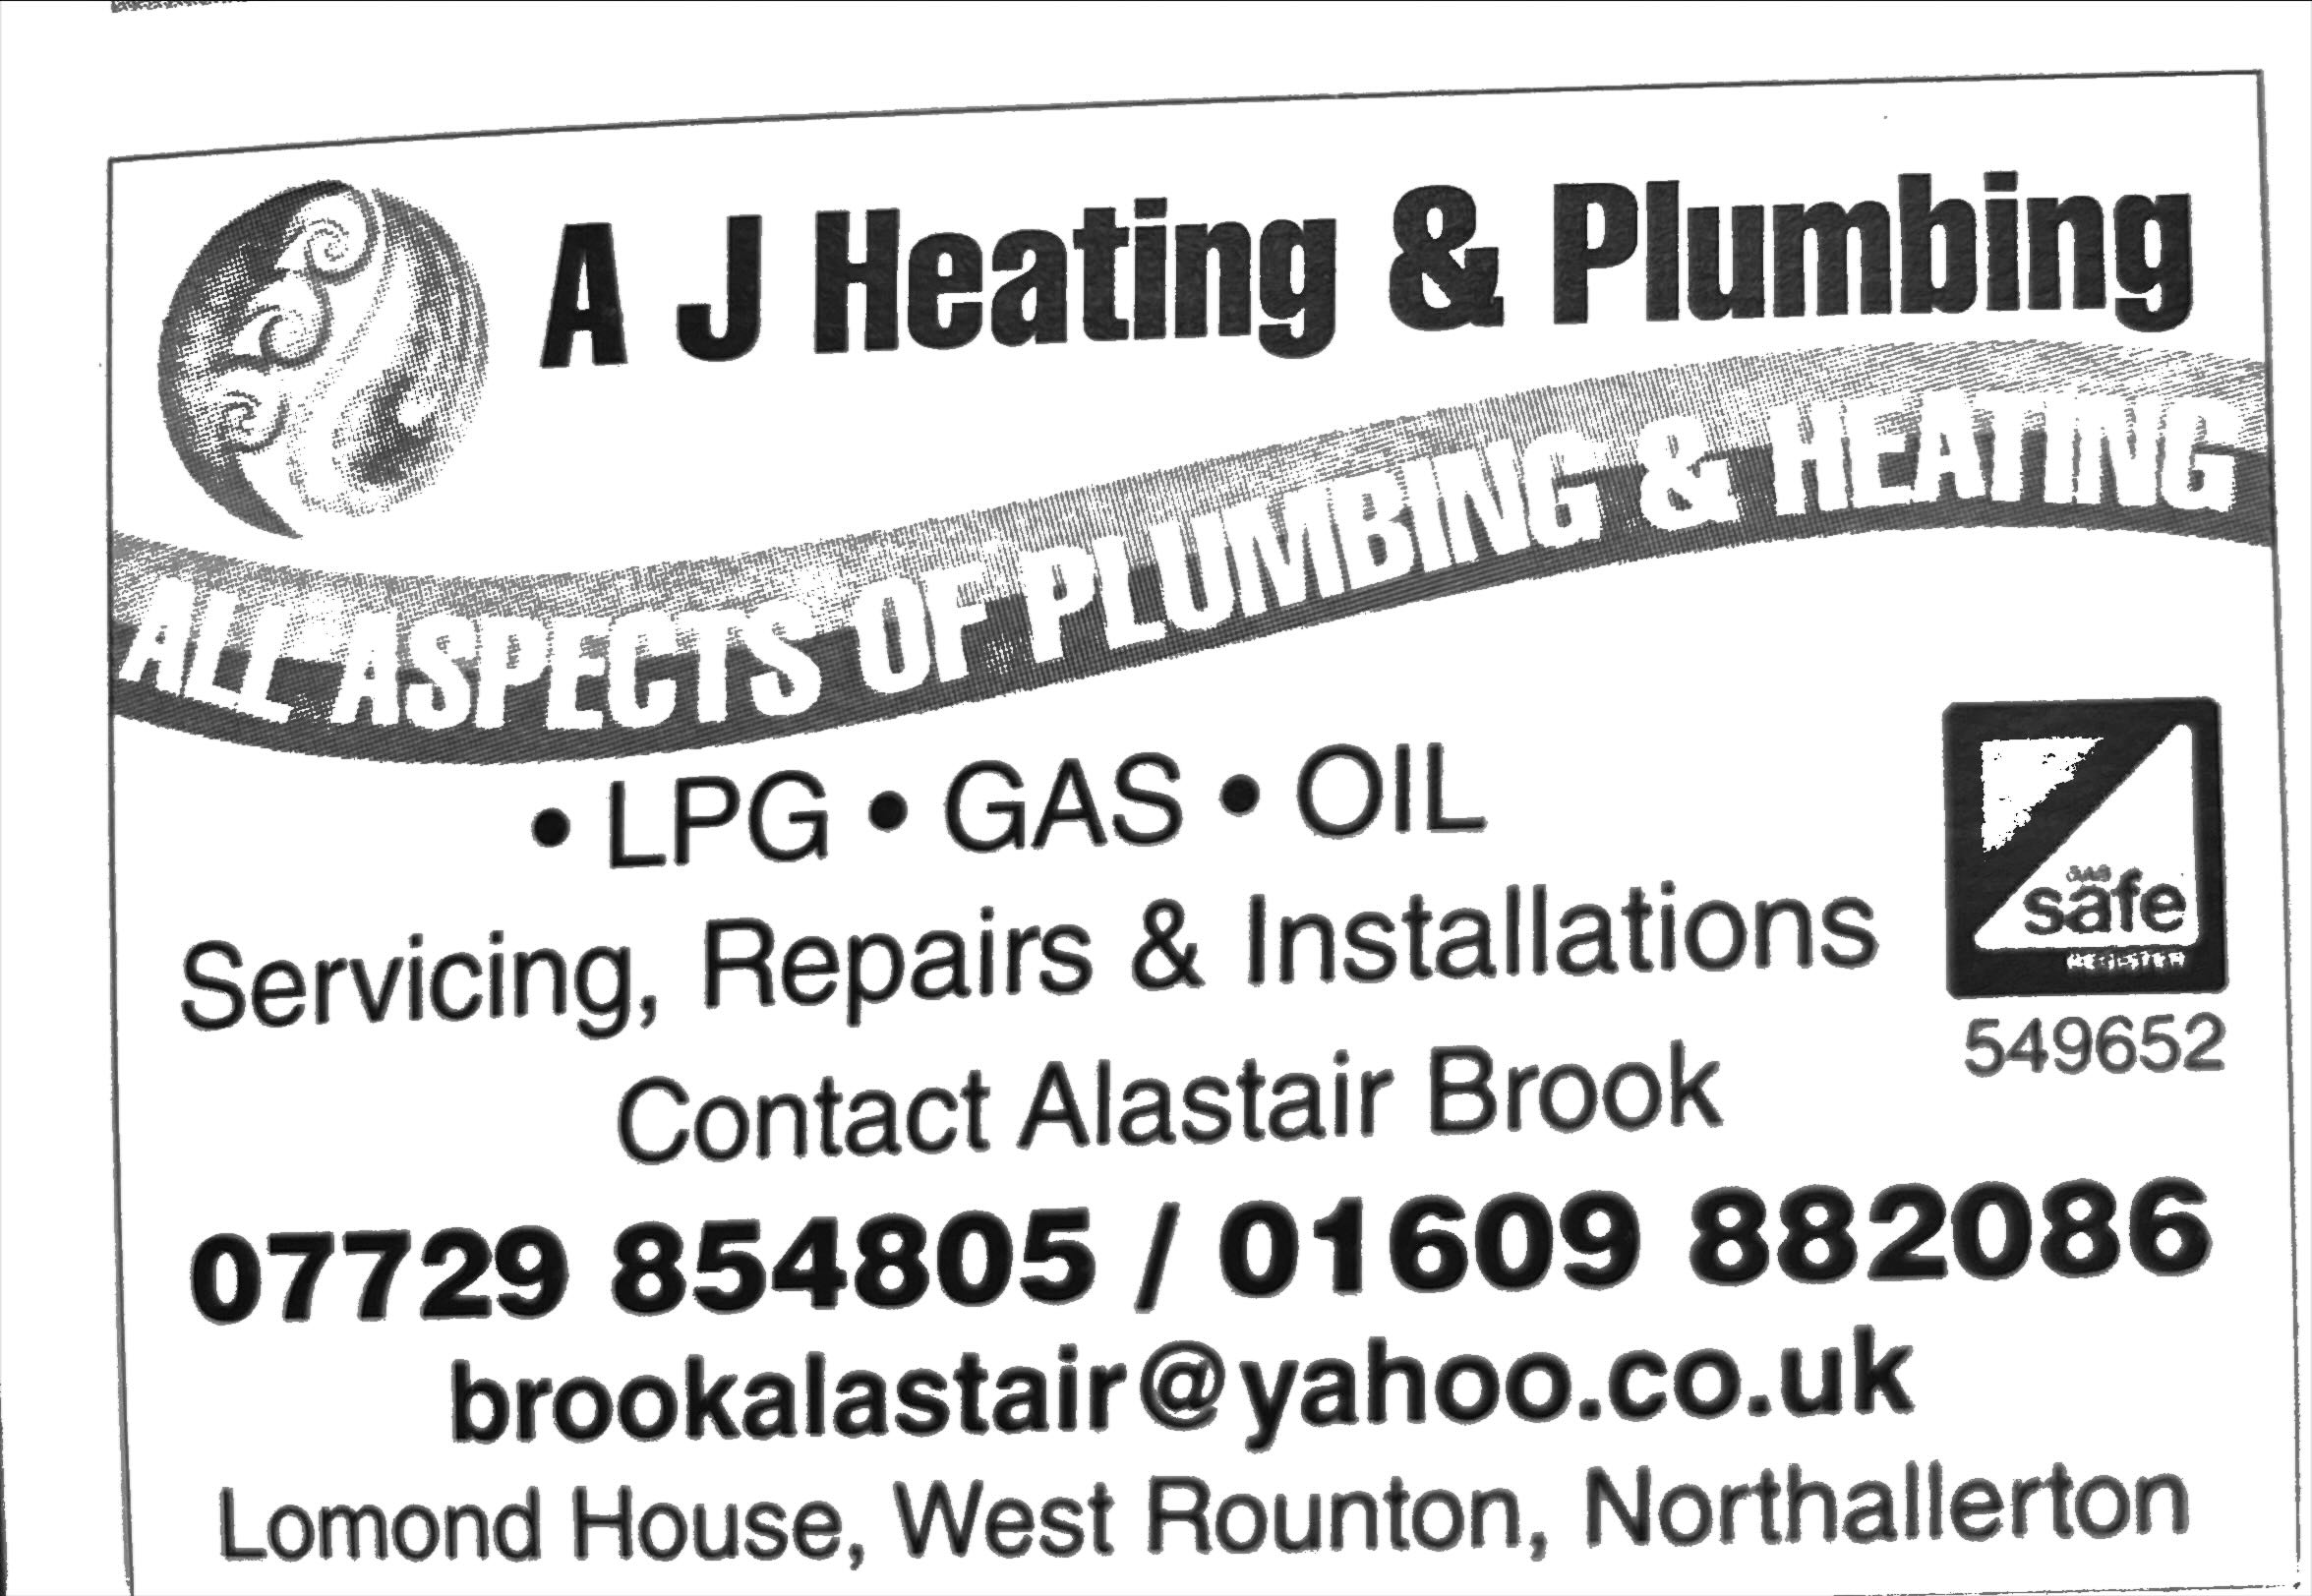 A J Heating & Plumbing
ALL ASPECTS OF PLUMBING & HEATING
• LPG • GAS • OIL
Servicing, Repairs & Installations
GAS
safe
REGISTER
549652
Contact Alastair Brook
07729 854805 / 01609 882086
brookalastair@yahoo.co.uk
Lomond House, West Rounton, Northallerton